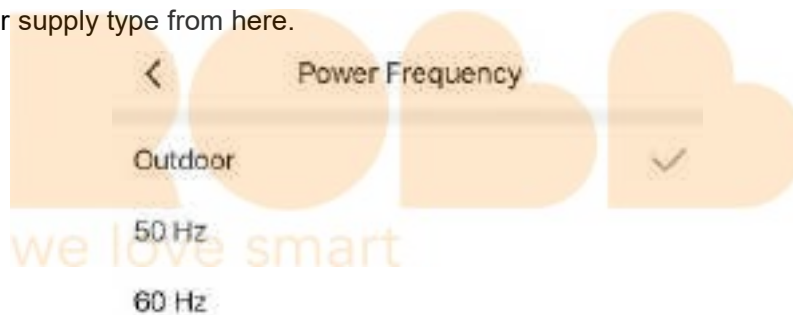 r supply type from here.
Power Frequency
Outdoor
50 Hz
we love smart
60 Hz